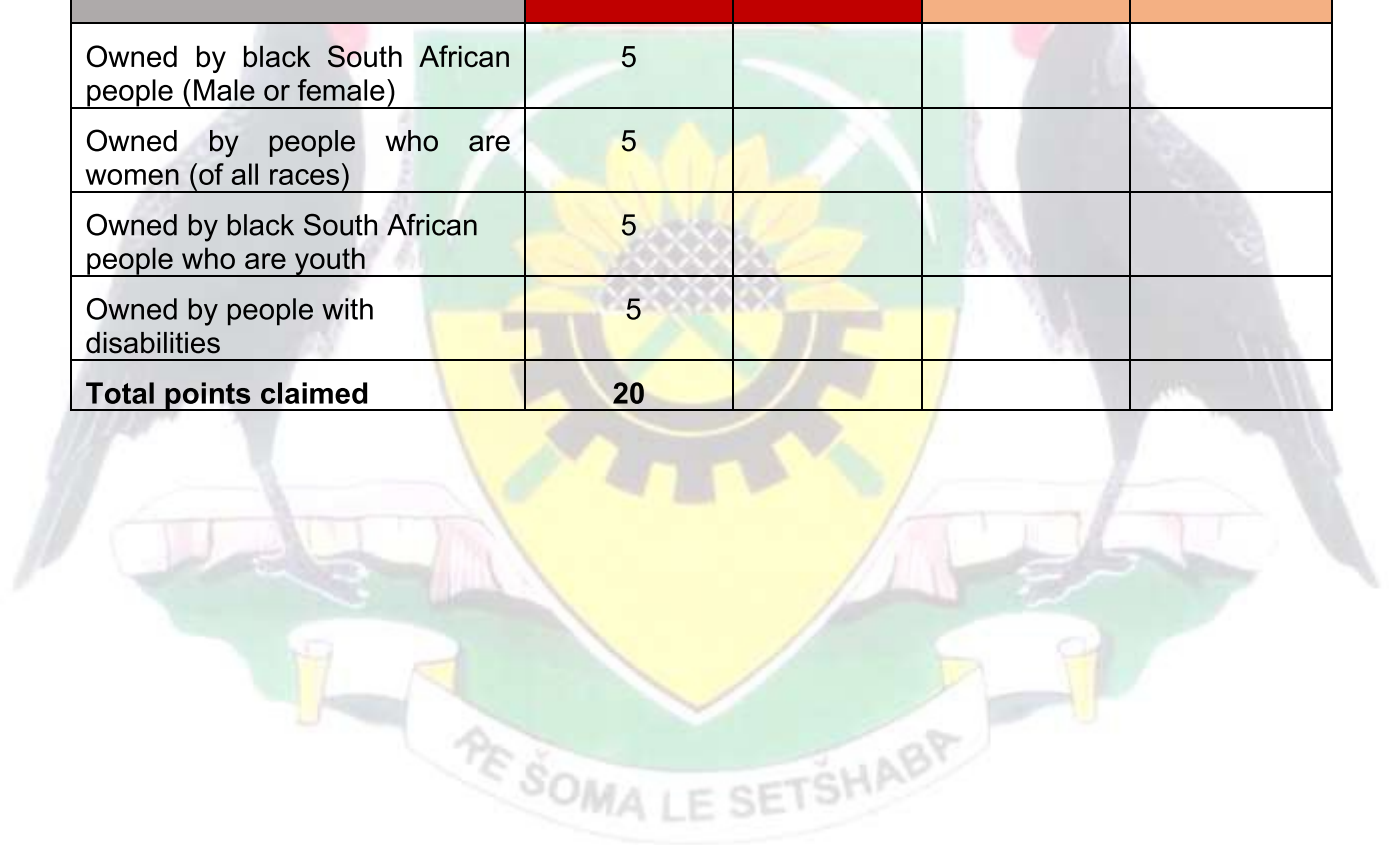 Owned by black South African 5
people (Male or female)
Owned by people who are 5
women (of all races)
Owned by black South African 5
people who are youth
Owned by people with 5
disabilities
Total points claimed 20
RE ŠOMA LE SETŠHABA